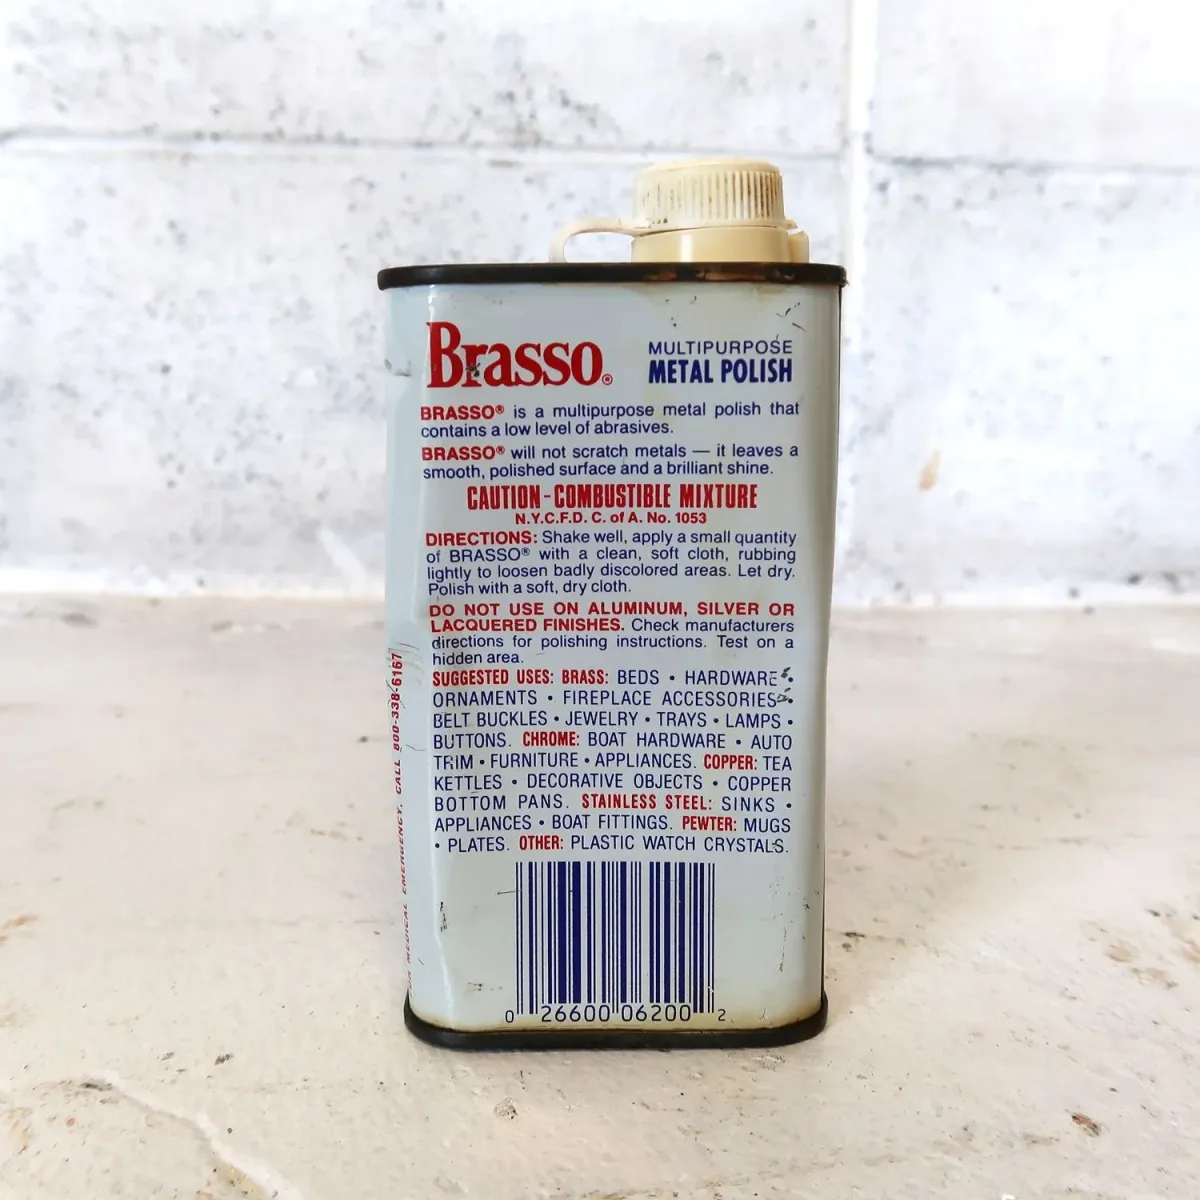 Brasso®
MULTIPURPOSE
METAL POLISH
BRASSO® is a multipurpose metal polish that
contains a low level of abrasives.
BRASSO® will not scratch metals — it leaves a
smooth, polished surface and a brilliant shine.
CAUTION - COMBUSTIBLE MIXTURE
N.Y.C.F.D. C. of A. No. 1053
DIRECTIONS: Shake well, apply a small quantity
of BRASSO® with a clean, soft cloth, rubbing
lightly to loosen badly discolored areas. Let dry.
Polish with a soft, dry cloth.
DO NOT USE ON ALUMINUM, SILVER OR
LACQUERED FINISHES. Check manufacturers
directions for polishing instructions. Test on a
hidden area.
SUGGESTED USES: BRASS: BEDS • HARDWARE •
ORNAMENTS • FIREPLACE ACCESSORIES •
BELT BUCKLES • JEWELRY • TRAYS • LAMPS •
BUTTONS. CHROME: BOAT HARDWARE • AUTO
TRIM • FURNITURE • APPLIANCES. COPPER: TEA
KETTLES • DECORATIVE OBJECTS • COPPER
BOTTOM PANS. STAINLESS STEEL: SINKS •
APPLIANCES • BOAT FITTINGS. PEWTER: MUGS
• PLATES. OTHER: PLASTIC WATCH CRYSTALS.
0 26600 06200 2
MEDICAL EMERGENCY, CALL 800-338-6167